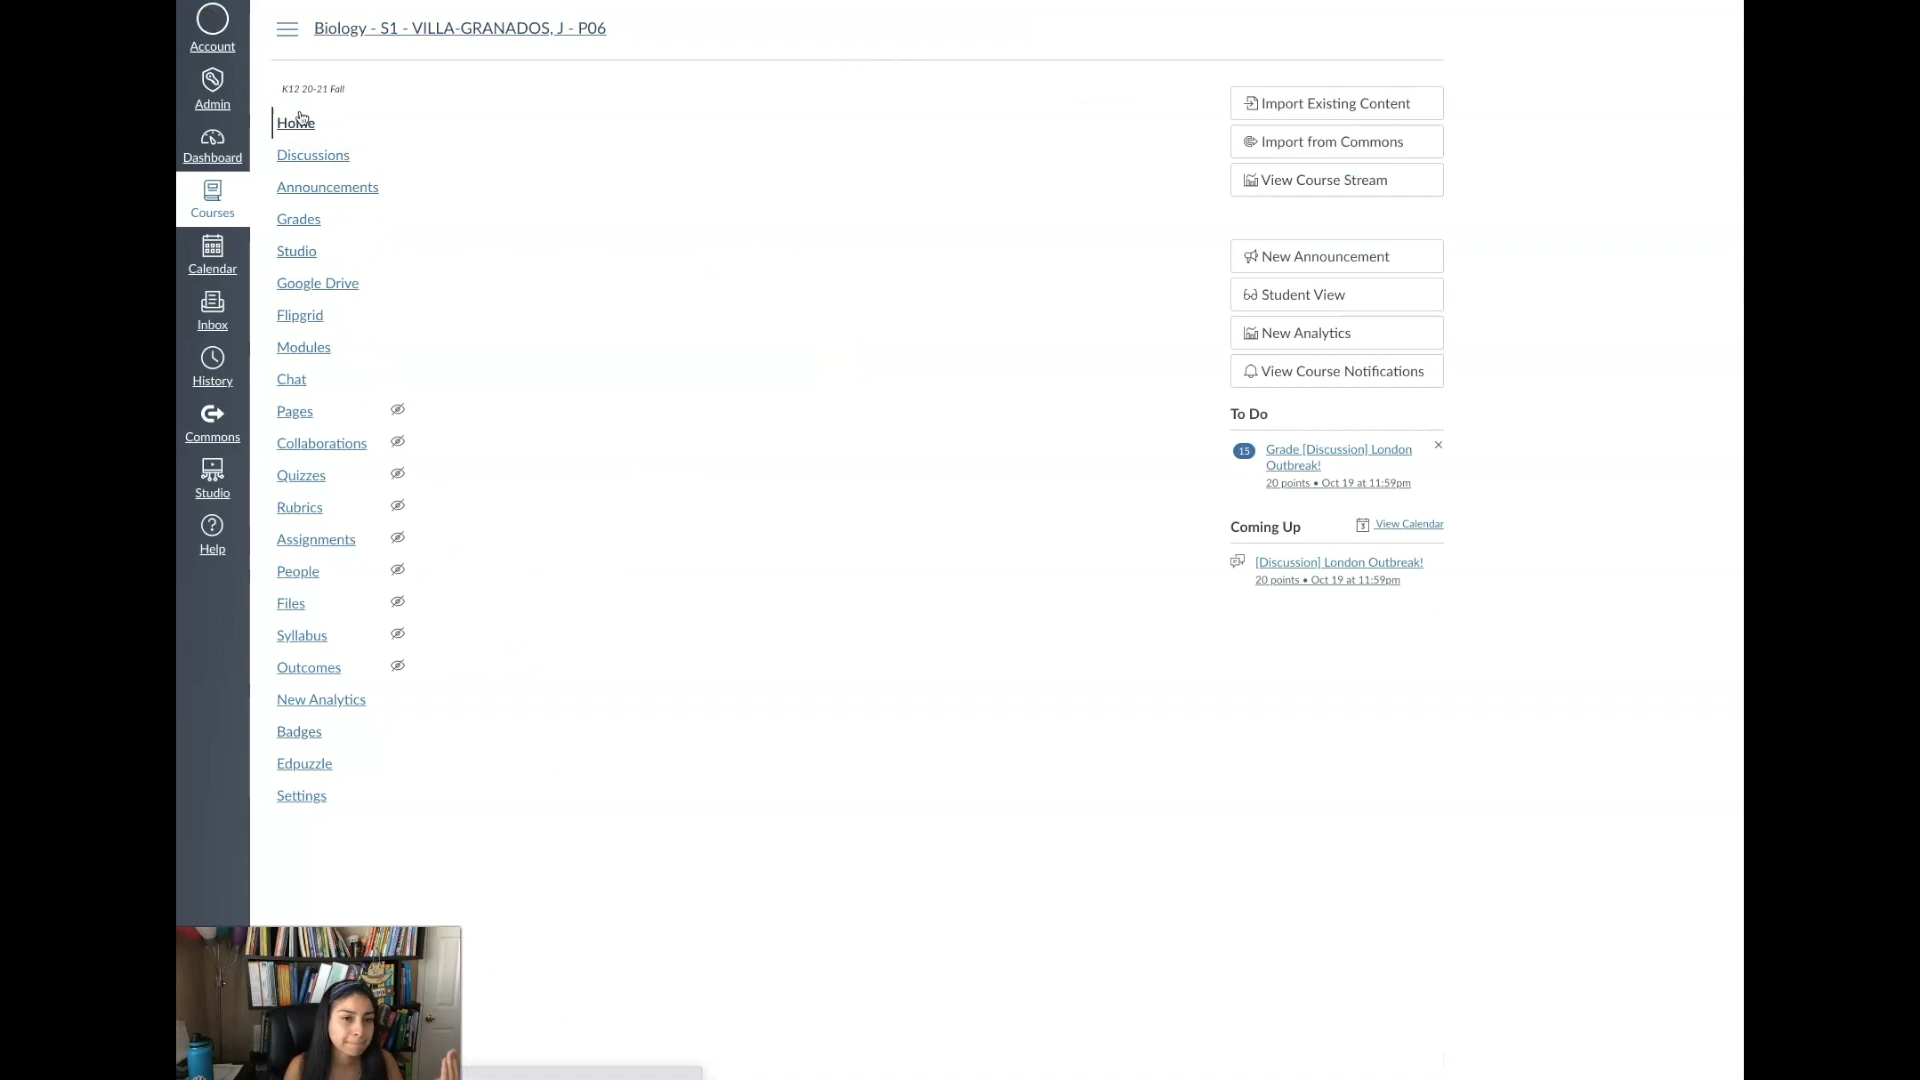 Account
Admin
Dashboard
Courses
Calendar
Inbox
History
Commons
Studio
Help
Biology - S1 - VILLA-GRANADOS, J - P06
K12 20-21 Fall
Home
Discussions
Announcements
Grades
Studio
Google Drive
Flipgrid
Modules
Chat
Pages
Collaborations
Quizzes
Rubrics
Assignments
People
Files
Syllabus
Outcomes
New Analytics
Badges
Edpuzzle
Settings
Import Existing Content
Import from Commons
View Course Stream
New Announcement
Student View
New Analytics
View Course Notifications
To Do
15 Grade [Discussion] London
Outbreak!
20 points • Oct 19 at 11:59pm
Coming Up
View Calendar
[Discussion] London Outbreak!
20 points • Oct 19 at 11:59pm